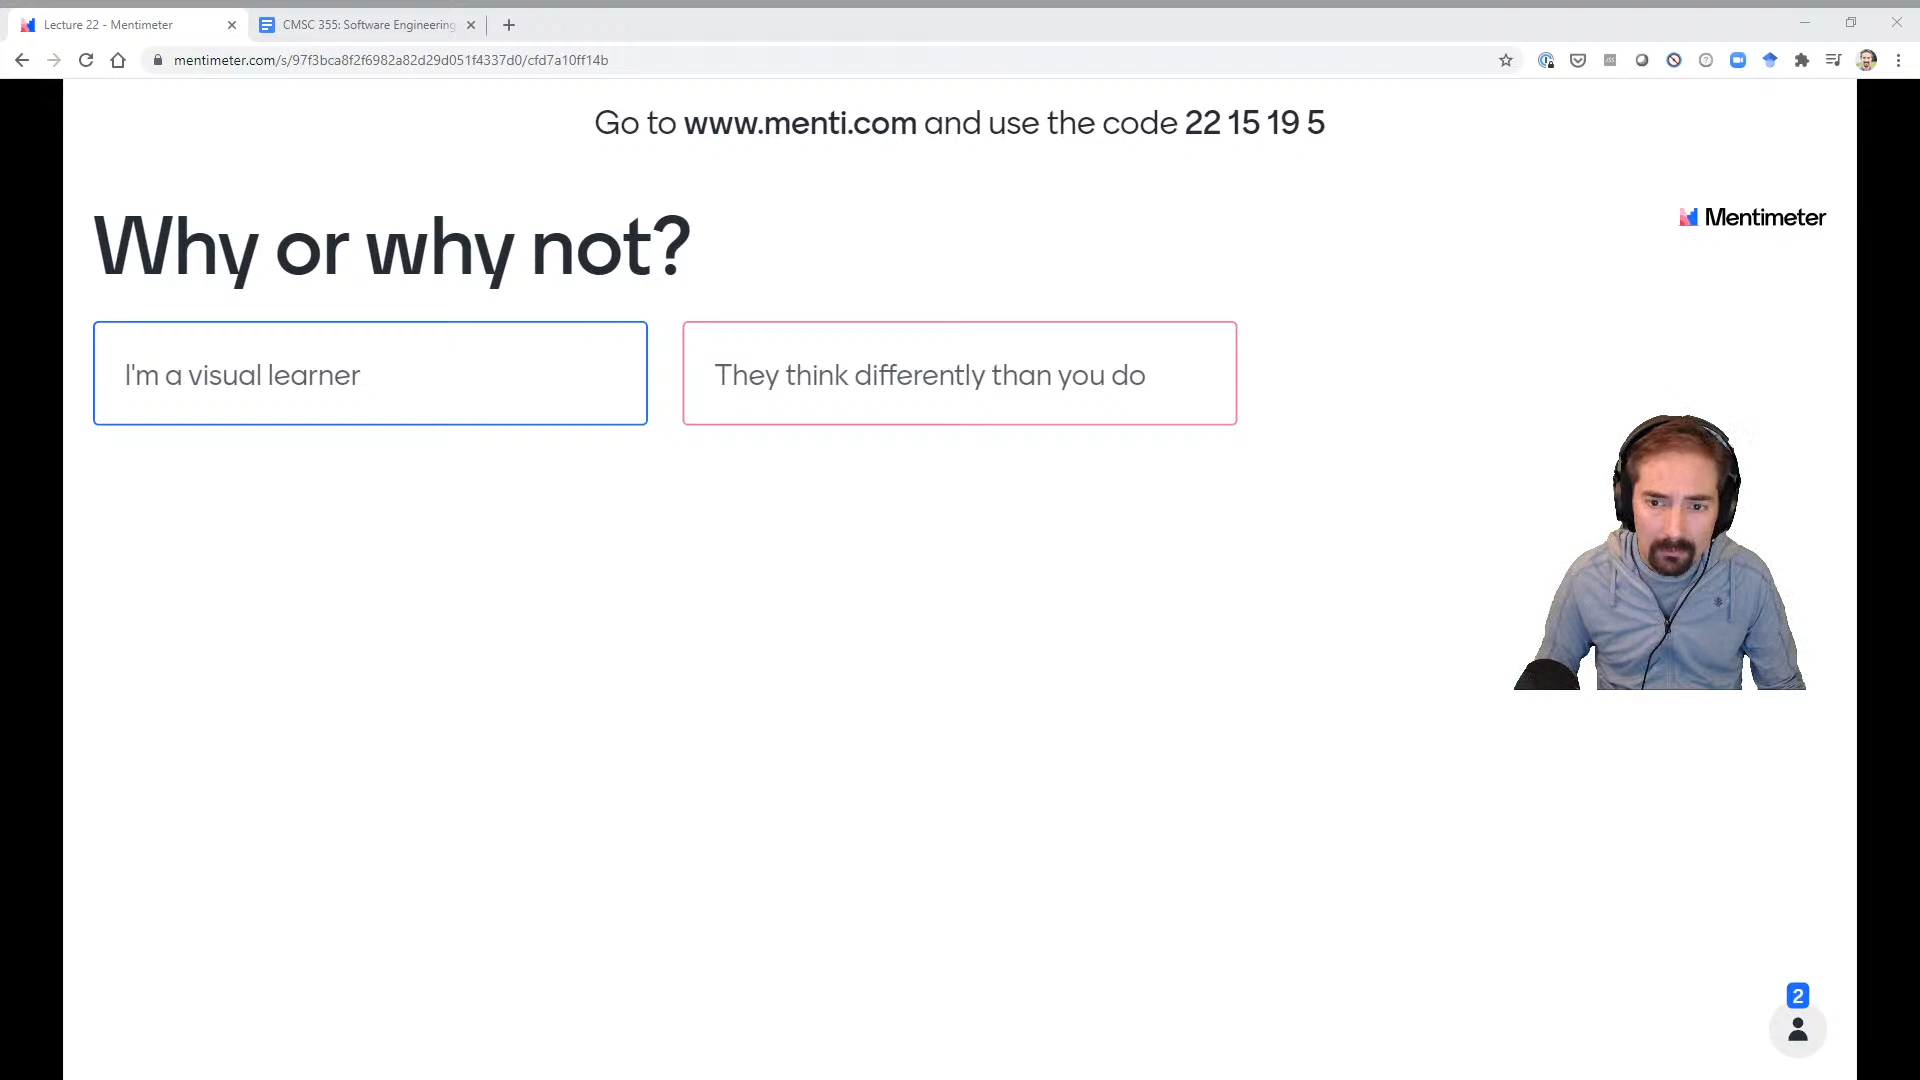 Lecture 22 - Mentimeter
CMSC 355: Software Engineering
mentimeter.com/s/97f3bca8f2f6982a82d29d051f4337d0/cfd7a10ff14b
Go to www.menti.com and use the code 22 15 19 5
Mentimeter
Why or why not?
I'm a visual learner
They think differently than you do
2